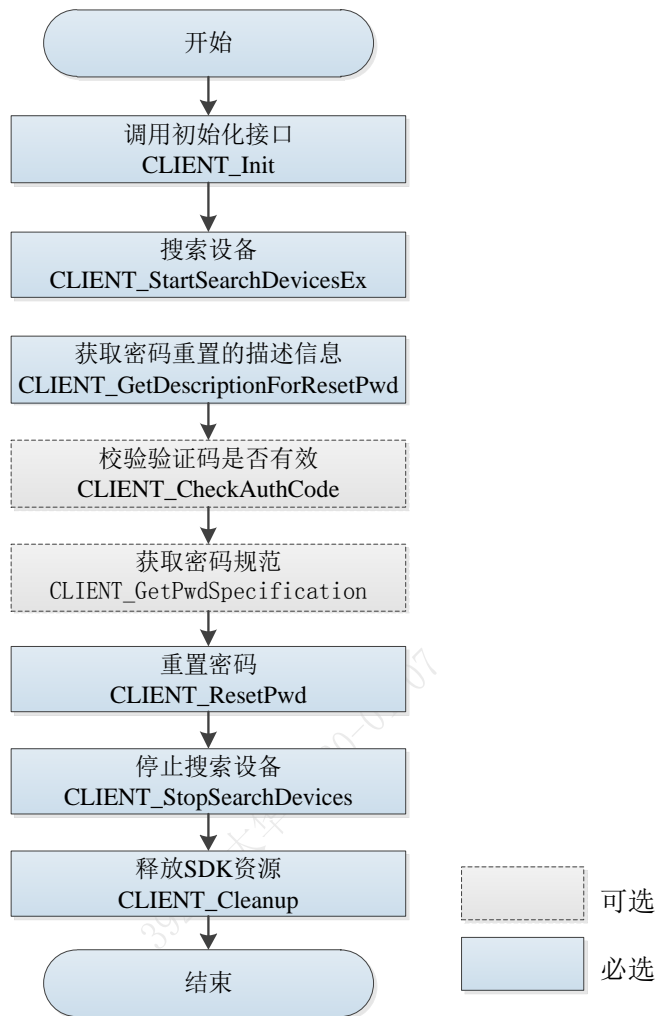 开始
调用初始化接口
CLIENT_Init
搜索设备
CLIENT_StartSearchDevicesEx
获取密码重置的描述信息
CLIENT_GetDescriptionForResetPwd
校验验证码是否有效
CLIENT_CheckAuthCode
获取密码规范
CLIENT_GetPwdSpecification
重置密码
CLIENT_ResetPwd
停止搜索设备
CLIENT_StopSearchDevices
释放SDK资源
CLIENT_Cleanup
结束
可选
必选